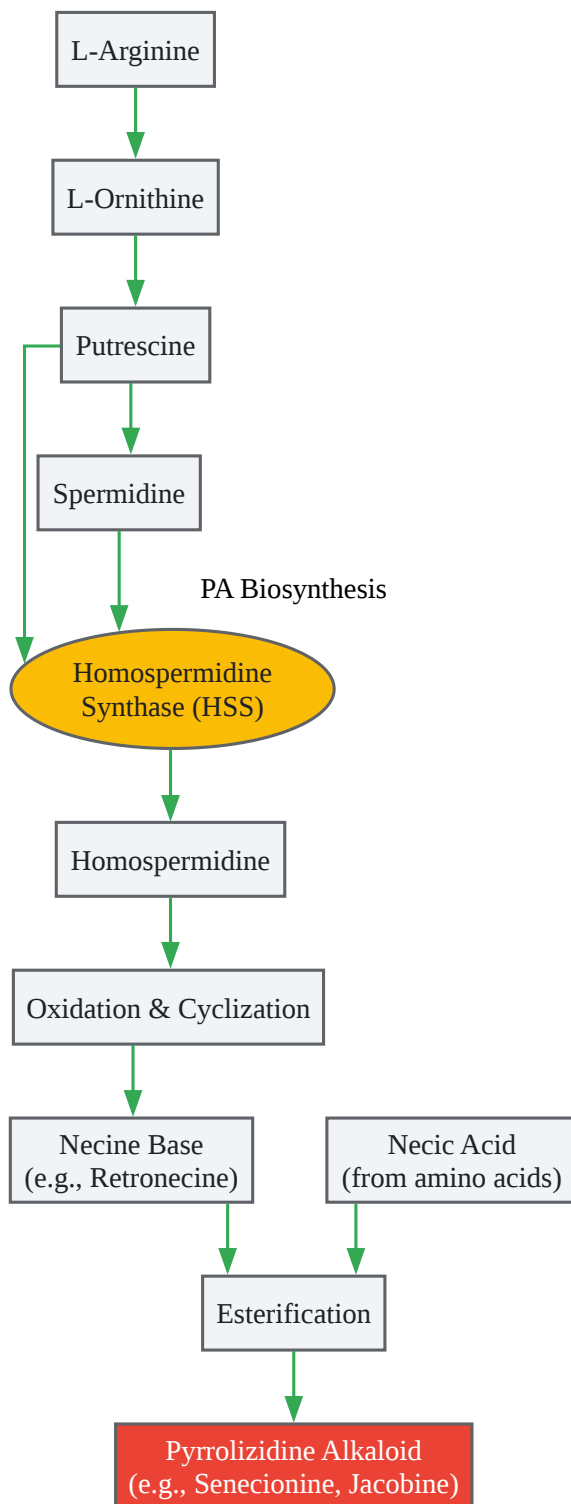 L-Arginine
L-Ornithine
Putrescine
Spermidine
PA Biosynthesis
Homospermidine
Synthase (HSS)
Homospermidine
Oxidation & Cyclization
Necine Base
(e.g., Retronecine)
Necic Acid
(from amino acids)
Esterification
Pyrrolizidine Alkaloid
(e.g., Senecionine, Jacobine)